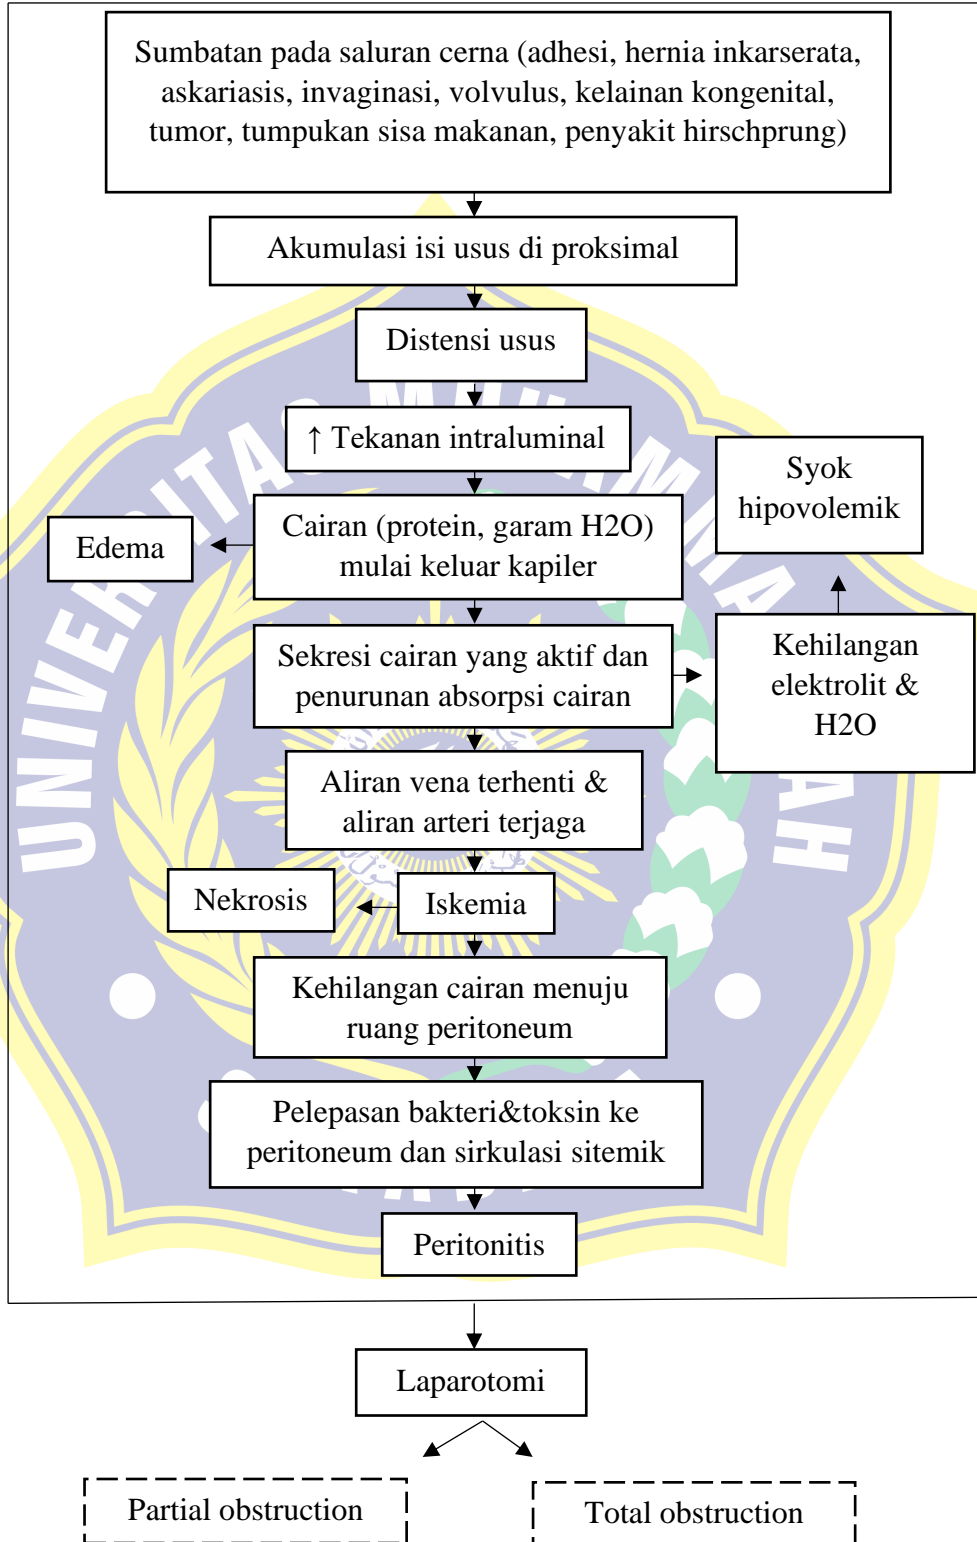 Sumbatan pada saluran cerna (adhesi, hernia inkarserata,
askariasis, invaginasi, volvulus, kelainan kongenital,
tumor, tumpukan sisa makanan, penyakit hirschprung)
Akumulasi isi usus di proksimal
Distensi usus
↑ Tekanan intraluminal
Syok
hipovolemik
Cairan (protein, garam H2O)
mulai keluar kapiler
Edema
Sekresi cairan yang aktif dan
penurunan absorpsi cairan
Kehilangan
elektrolit &
H2O
Aliran vena terhenti &
aliran arteri terjaga
Nekrosis
Iskemia
Kehilangan cairan menuju
ruang peritoneum
Pelepasan bakteri&toksin ke
peritoneum dan sirkulasi sitemik
Peritonitis
Laparotomi
Partial obstruction
Total obstruction
UNIVERSITAS MUHAMMADIYAH